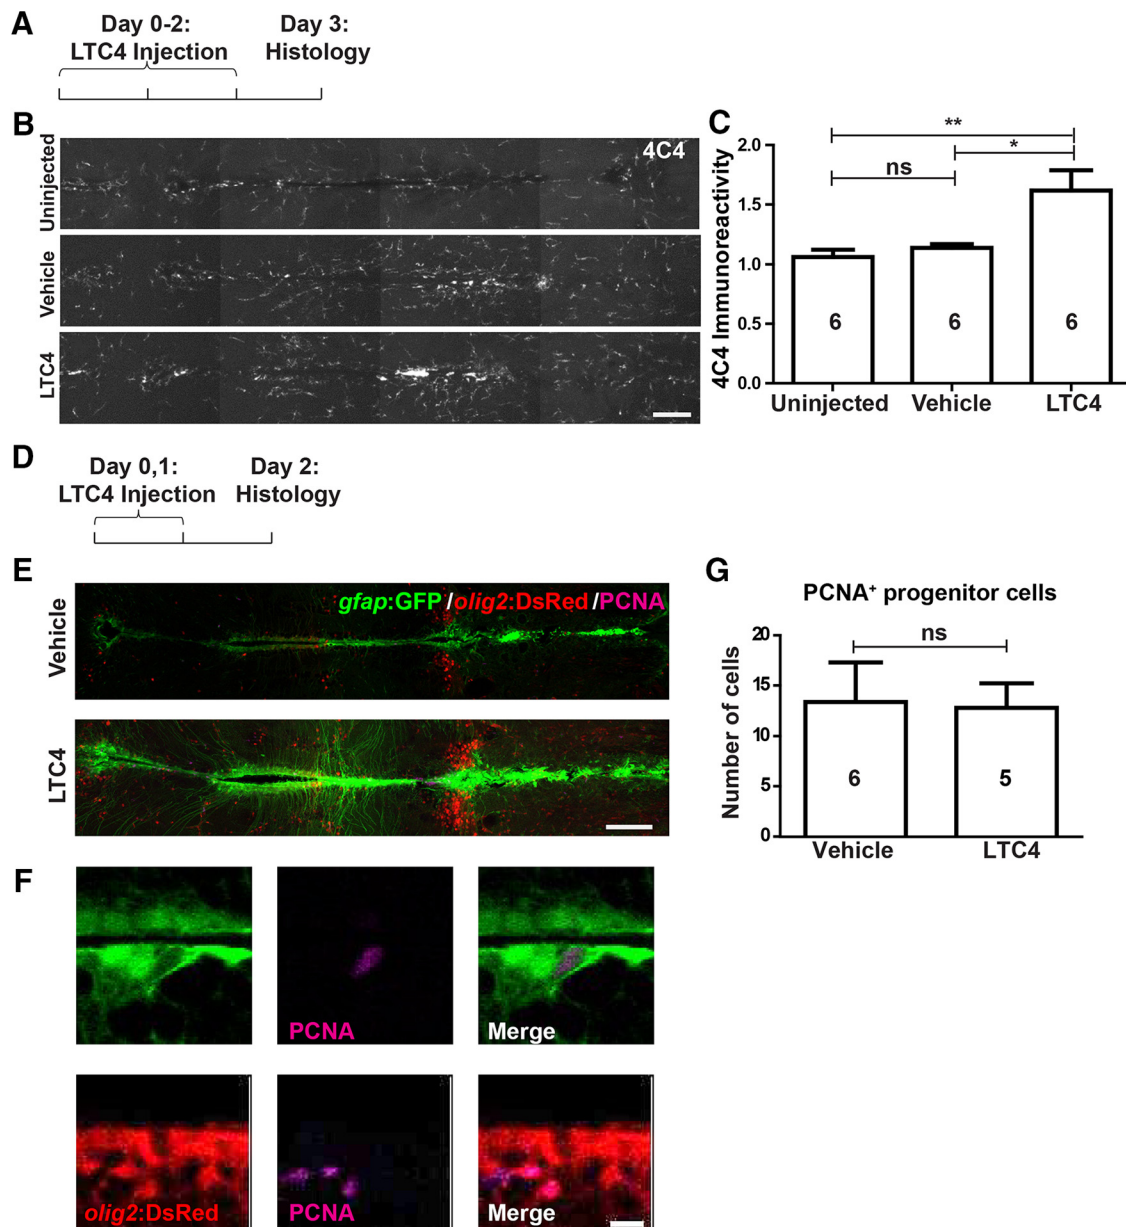 A
Day 0-2:
LTC4 Injection
Day 3:
Histology
B
Uninjected
4C4
Vehicle
LTC4
C
4C4 Immunoreactivity
2.0
1.5
1.0
0.5
0.0
**
*
ns
6
6
6
Uninjected
Vehicle
LTC4
D
Day 0,1:
LTC4 Injection
Day 2:
Histology
E
Vehicle
gfap:GFP/olig2:DsRed/PCNA
LTC4
G
PCNA⁺ progenitor cells
Number of cells
20
15
10
5
0
ns
6
5
Vehicle
LTC4
F
PCNA
Merge
olig2:DsRed
PCNA
Merge